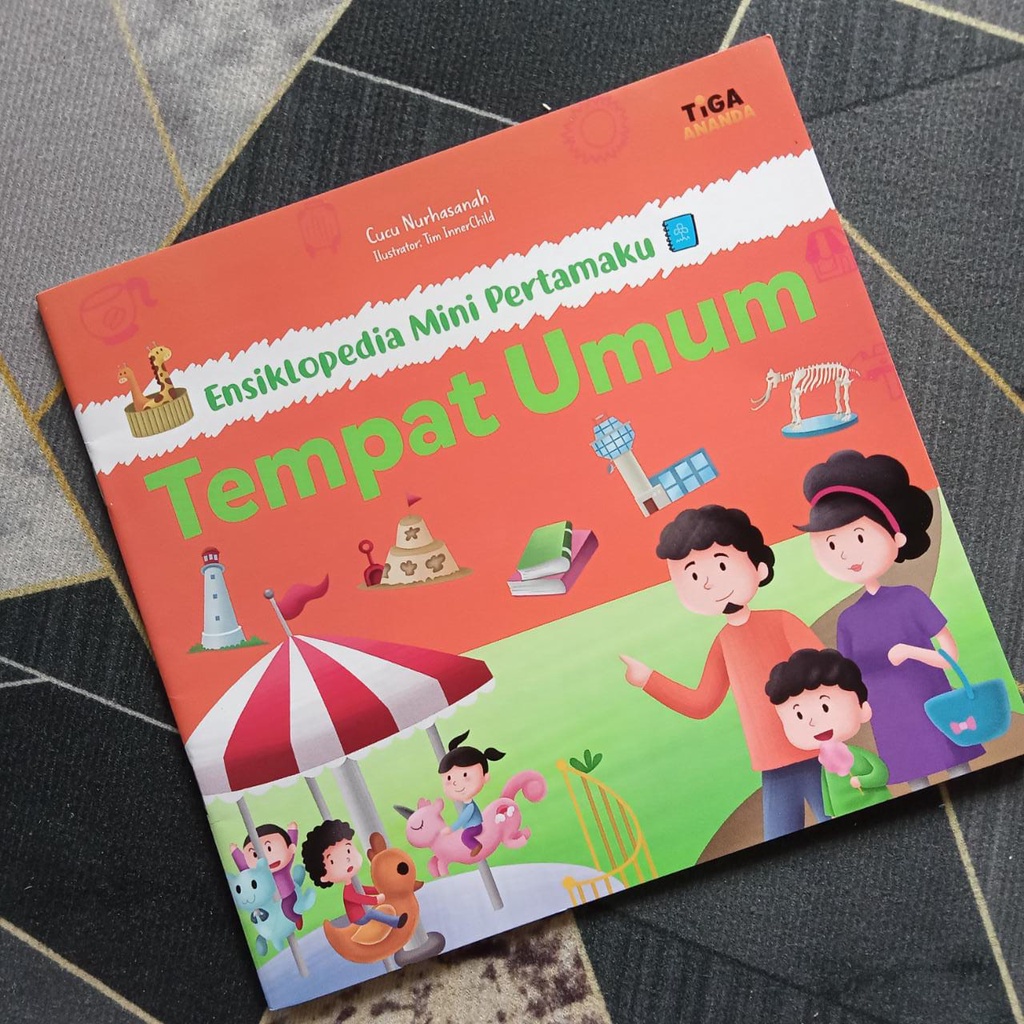 TiGA
ANANDA
Cucu Nurhasanah
Ilustrator: Tim InnerChild
Ensiklopedia Mini Pertamaku
Tempat Umum